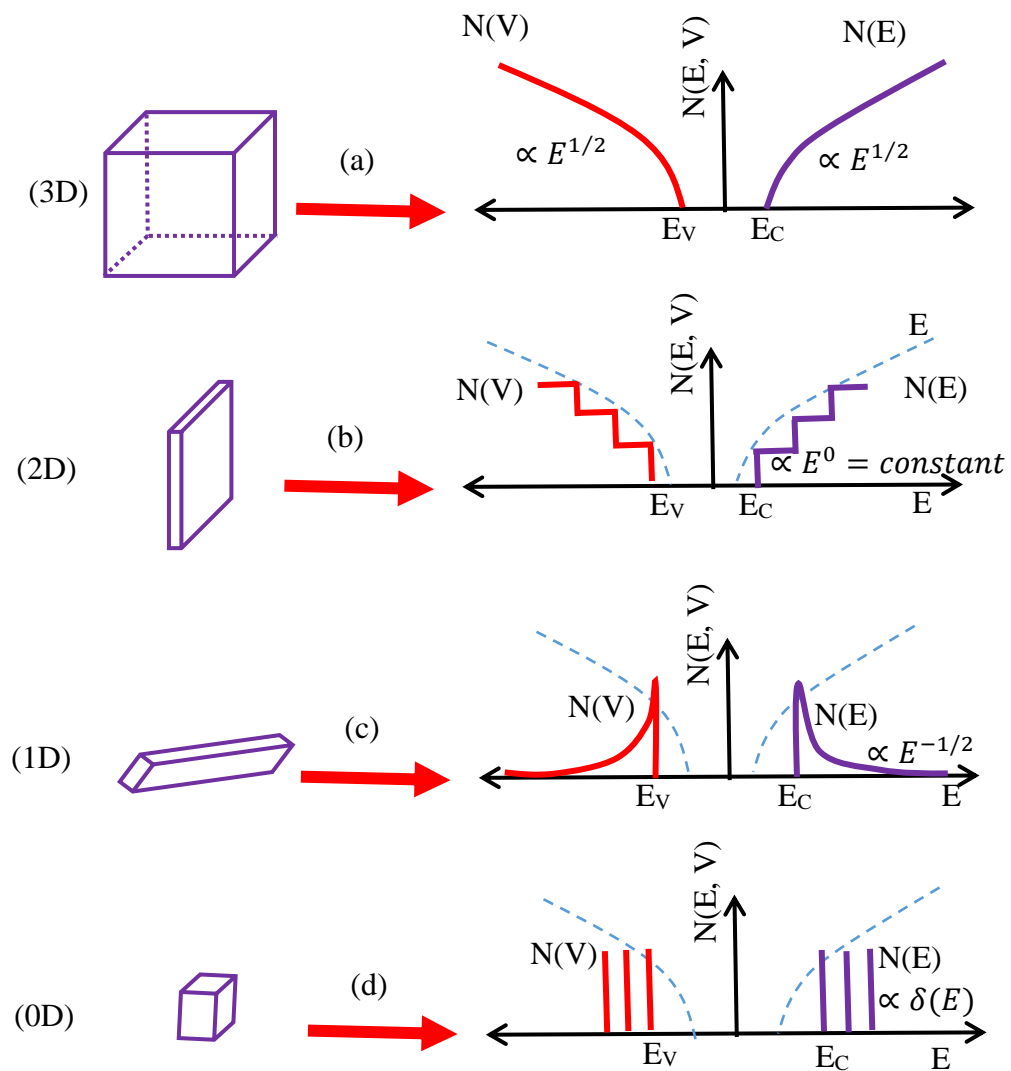 N(V)
N(E, V)
N(E)
(3D)
(a)
∝ E^{1/2}
∝ E^{1/2}
E_V
E_C
N(E, V)
E
N(V)
N(E)
(2D)
(b)
∝ E^0 = constant
E_V
E_C
E
N(E, V)
N(V)
N(E)
(1D)
(c)
∝ E^{-1/2}
E_V
E_C
E
N(E, V)
N(V)
N(E)
(0D)
(d)
∝ δ(E)
E_V
E_C
E